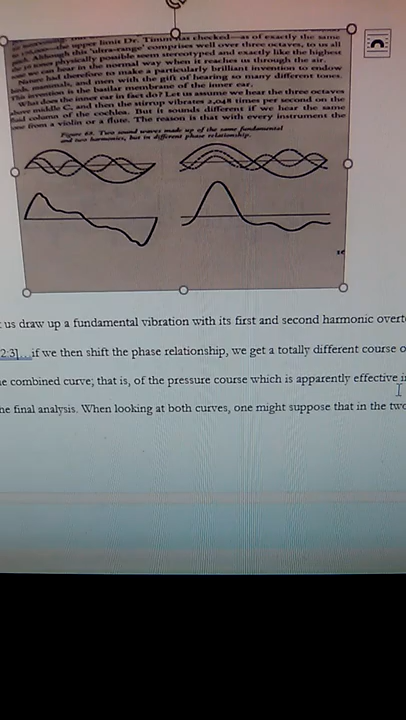 the upper limit Dr. Timm has checked—as of exactly the same
pitch. Although this 'ultra-range' comprises well over three octaves, to us all
physically possible seem stereotyped and exactly like the highest
we can hear in the normal way when it reaches us through the air.
Nature had therefore to make a particularly brilliant invention to endow
birds, mammals, and men with the gift of hearing so many different tones.
This invention is the basilar membrane of the inner ear.
What does the inner ear in fact do? Let us assume we hear the three octaves
above middle C, and then the stirrup vibrates 2,048 times per second on the
fluid column of the cochlea. But it sounds different if we hear the same
tone from a violin or a flute. The reason is that with every instrument the
Figure 68. Two sound waves made up of the same fundamental
and two harmonics, but in different phase relationship.
us draw up a fundamental vibration with its first and second harmonic overt
2:3]... if we then shift the phase relationship, we get a totally different course o
e combined curve; that is, of the pressure course which is apparently effective i
he final analysis. When looking at both curves, one might suppose that in the two